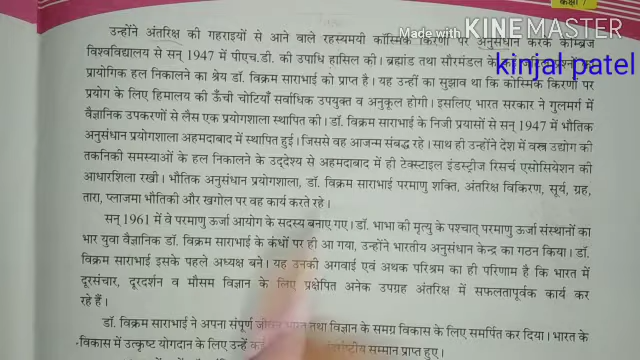 कक्षा 7
Made with KINEMASTER
kinjal patel
उन्होंने अंतरिक्ष की गहराइयों से आने वाले रहस्यमयी कॉस्मिक किरणों पर अनुसंधान करके कॅम्ब्रिज
विश्वविद्यालय से सन् 1947 में पीएच.डी. की उपाधि हासिल की। ब्रह्मांड तथा सौरमंडल के
प्रायोगिक हल निकालने का श्रेय डॉ. विक्रम साराभाई को प्राप्त है। यह उन्हीं का सुझाव था कि कॉस्मिक किरणों पर
प्रयोग के लिए हिमालय की ऊँची चोटियाँ सर्वाधिक उपयुक्त व अनुकूल होगी। इसलिए भारत सरकार ने गुलमर्ग में
वैज्ञानिक उपकरणों से लैस एक प्रयोगशाला स्थापित की। डॉ. विक्रम साराभाई के निजी प्रयासों से सन् 1947 में भौतिक
अनुसंधान प्रयोगशाला अहमदाबाद में स्थापित हुई। जिससे वह आजन्म संबद्ध रहे। साथ ही उन्होंने देश में वस्त्र उद्योग की
तकनिकी समस्याओं के हल निकालने के उद्देश्य से अहमदाबाद में ही टेक्स्टाइल इंडस्ट्रीज रिसर्च एसोसियेशन की
आधारशिला रखी। भौतिक अनुसंधान प्रयोगशाला, डॉ. विक्रम साराभाई परमाणु शक्ति, अंतरिक्ष विकिरण, सूर्य, ग्रह,
तारा, प्लाजमा भौतिकी और खगोल पर वह कार्य करते रहे।
सन् 1961 में वे परमाणु ऊर्जा आयोग के सदस्य बनाए गए। डॉ. भाभा की मृत्यु के पश्चात् परमाणु ऊर्जा संस्थानों का
भार युवा वैज्ञानिक डॉ. विक्रम साराभाई के कंधों पर ही आ गया, उन्होंने भारतीय अनुसंधान केन्द्र का गठन किया। डॉ.
विक्रम साराभाई इसके पहले अध्यक्ष बने। यह उनकी अगवाई एवं अथक परिश्रम का ही परिणाम है कि भारत में
दूरसंचार, दूरदर्शन व मौसम विज्ञान के लिए प्रक्षेपित अनेक उपग्रह अंतरिक्ष में सफलतापूर्वक कार्य कर
रहे हैं।
डॉ. विक्रम साराभाई ने अपना संपूर्ण जीवन भारत तथा विज्ञान के समग्र विकास के लिए समर्पित कर दिया। भारत के
विकास में उत्कृष्ट योगदान के लिए उन्हें सम्मान प्राप्त हुए।